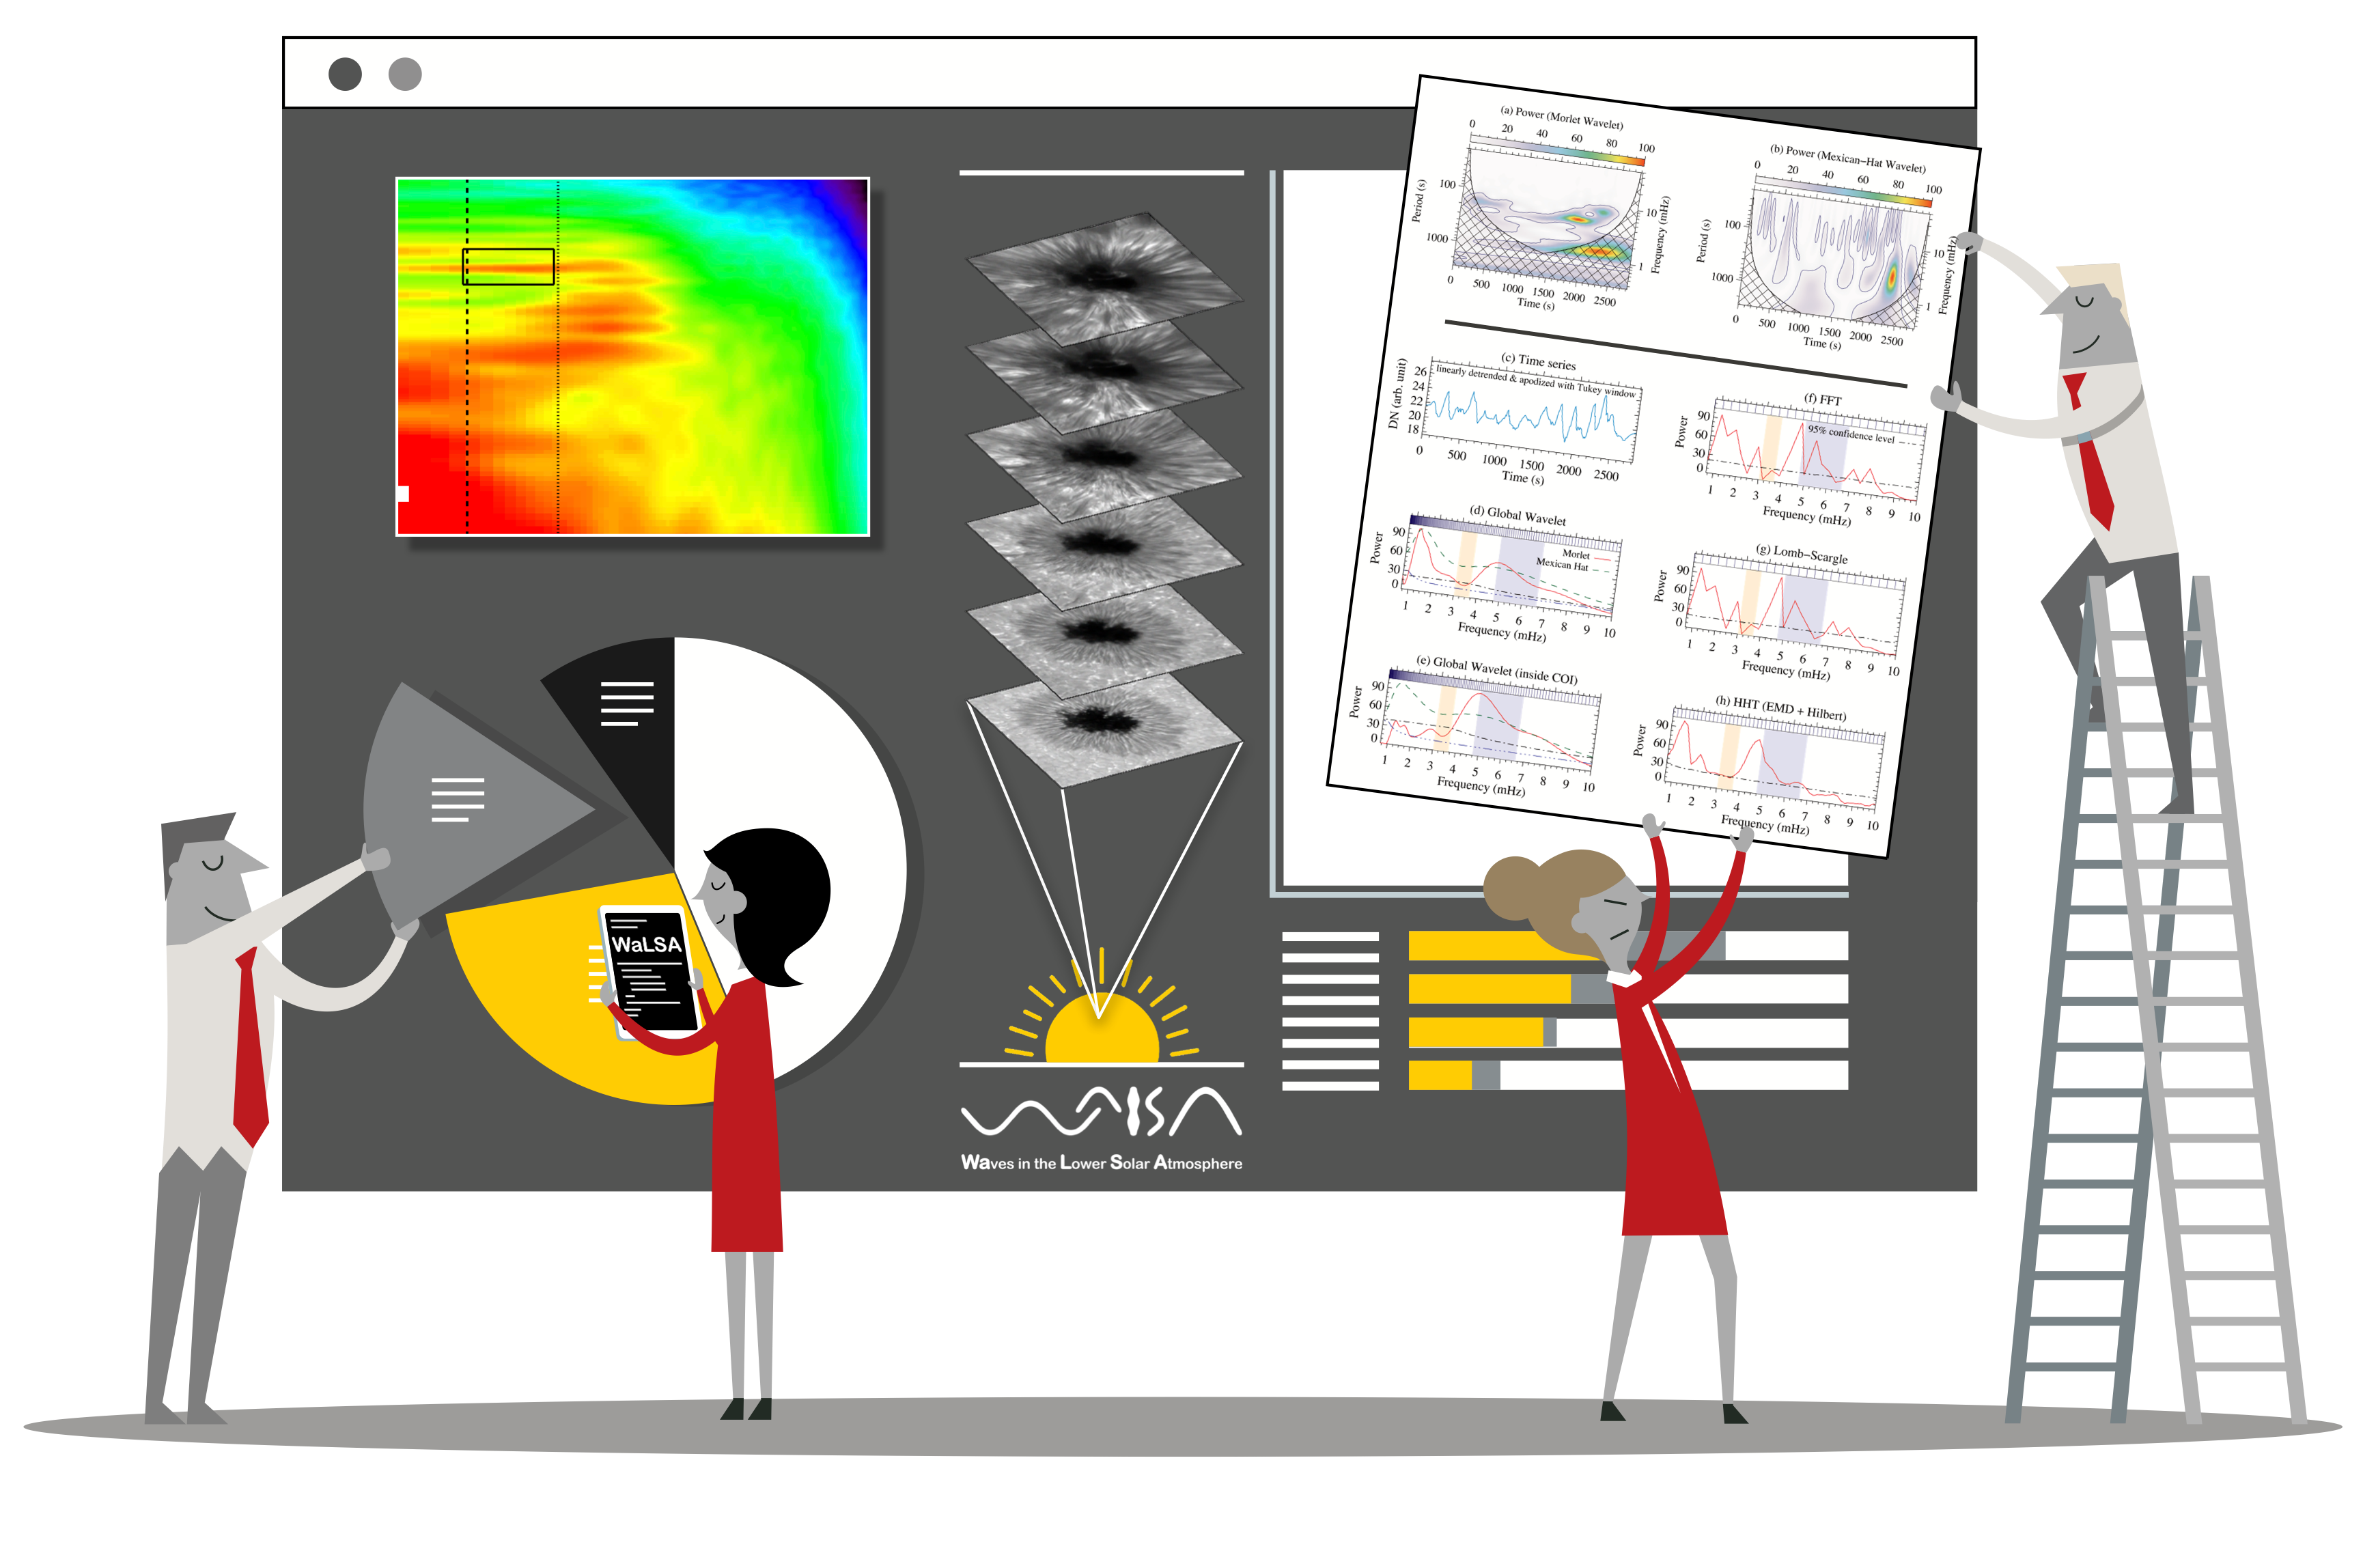 (a) Power (Morlet Wavelet)
0 20 40 60 80 100
Period (s)
100
1000
10
1
Frequency (mHz)
0 500 1000 1500 2000 2500
Time (s)
(b) Power (Mexican−Hat Wavelet)
0 20 40 60 80 100
Period (s)
100
1000
10
1
Frequency (mHz)
0 500 1000 1500 2000 2500
Time (s)
(c) Time series
linearly detrended & apodized with Tukey window
DN (arb. unit)
26
24
22
20
18
0 500 1000 1500 2000 2500
Time (s)
(f) FFT
95% confidence level
Power
90
60
30
0
1 2 3 4 5 6 7 8 9 10
Frequency (mHz)
(d) Global Wavelet
Morlet
Mexican Hat
Power
90
60
30
0
1 2 3 4 5 6 7 8 9 10
Frequency (mHz)
(g) Lomb−Scargle
Power
90
60
30
0
1 2 3 4 5 6 7 8 9 10
Frequency (mHz)
(e) Global Wavelet (inside COI)
Power
90
60
30
0
1 2 3 4 5 6 7 8 9 10
Frequency (mHz)
(h) HHT (EMD + Hilbert)
Power
90
60
30
0
1 2 3 4 5 6 7 8 9 10
Frequency (mHz)
WaLSA
WaLSA
Waves in the Lower Solar Atmosphere